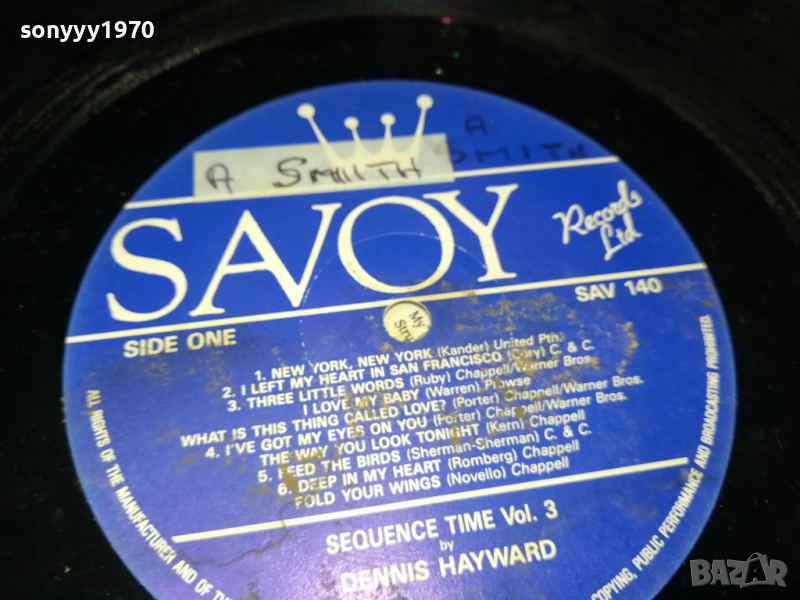 sonyyy1970
A SMIITH
A
SMITH
SAVOY
Records
Ltd
SAV 140
SIDE ONE
My
Stru
1. NEW YORK, NEW YORK (Kander) United Ptn.
2. I LEFT MY HEART IN SAN FRANCISCO (Cory) C. & C.
3. THREE LITTLE WORDS (Ruby) Chappell/Warner Bros.
I LOVE MY BABY (Warren) Prowse
WHAT IS THIS THING CALLED LOVE? (Porter) Chappell/Warner Bros.
4. I'VE GOT MY EYES ON YOU (Porter) Chappell/Warner Bros.
THE WAY YOU LOOK TONIGHT (Kern) Chappell
5. FEED THE BIRDS (Sherman-Sherman) C. & C.
6. DEEP IN MY HEART (Romberg) Chappell
FOLD YOUR WINGS (Novello) Chappell
SEQUENCE TIME Vol. 3
by
DENNIS HAYWARD
ALL RIGHTS OF THE MANUFACTURER AND OF THE
COPYING, PUBLIC PERFORMANCE AND BROADCASTING PROHIBITED.
BAZAR
bg